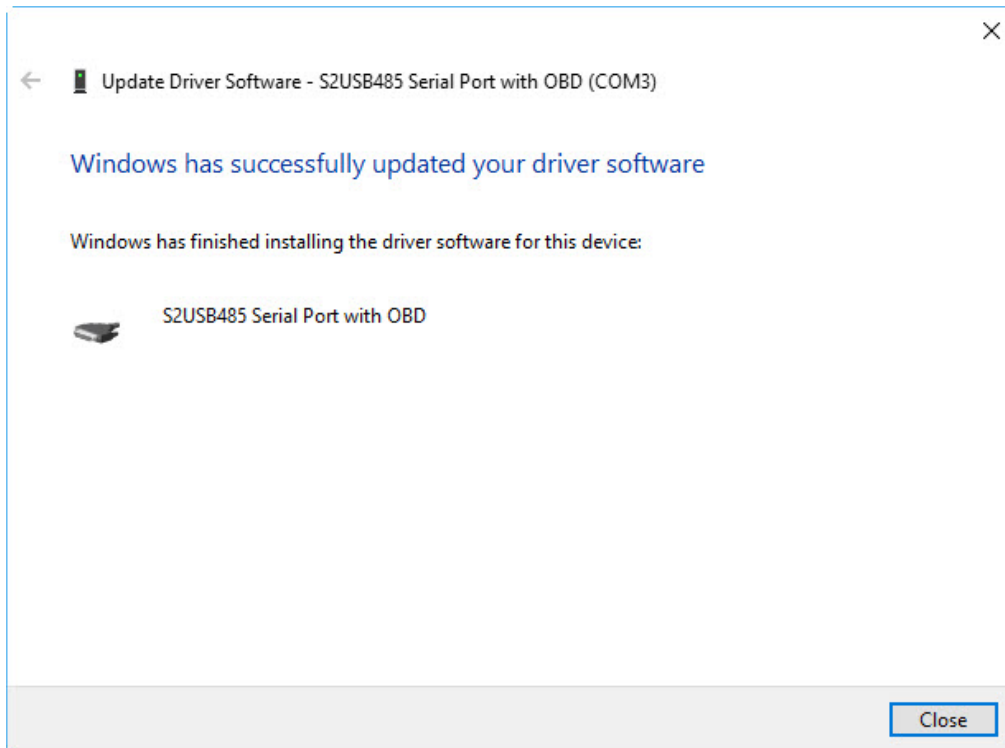 Update Driver Software - S2USB485 Serial Port with OBD (COM3)
Windows has successfully updated your driver software
Windows has finished installing the driver software for this device:
S2USB485 Serial Port with OBD
Close